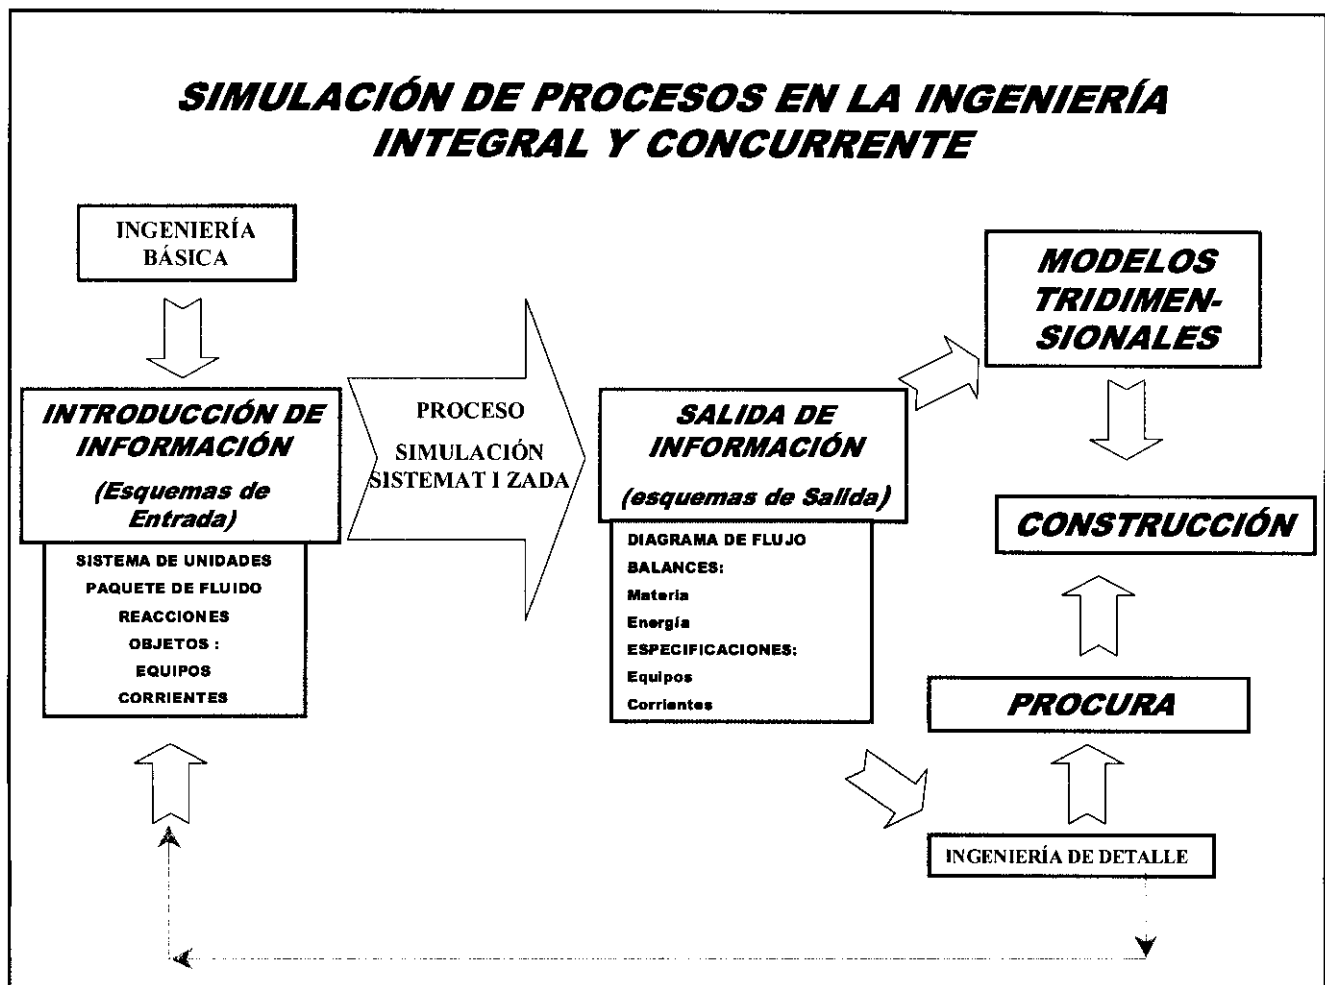 SIMULACIÓN DE PROCESOS EN LA INGENIERÍA
INTEGRAL Y CONCURRENTE
INGENIERÍA
BÁSICA
INTRODUCCIÓN DE
INFORMACIÓN
(Esquemas de
Entrada)
SISTEMA DE UNIDADES
PAQUETE DE FLUIDO
REACCIONES
OBJETOS :
EQUIPOS
CORRIENTES
PROCESO
SIMULACIÓN
SISTEMAT I ZADA
SALIDA DE
INFORMACIÓN
(esquemas de Salida)
DIAGRAMA DE FLUJO
BALANCES:
Materia
Energía
ESPECIFICACIONES:
Equipos
Corrientes
MODELOS
TRIDIMEN-
SIONALES
CONSTRUCCIÓN
PROCURA
INGENIERÍA DE DETALLE